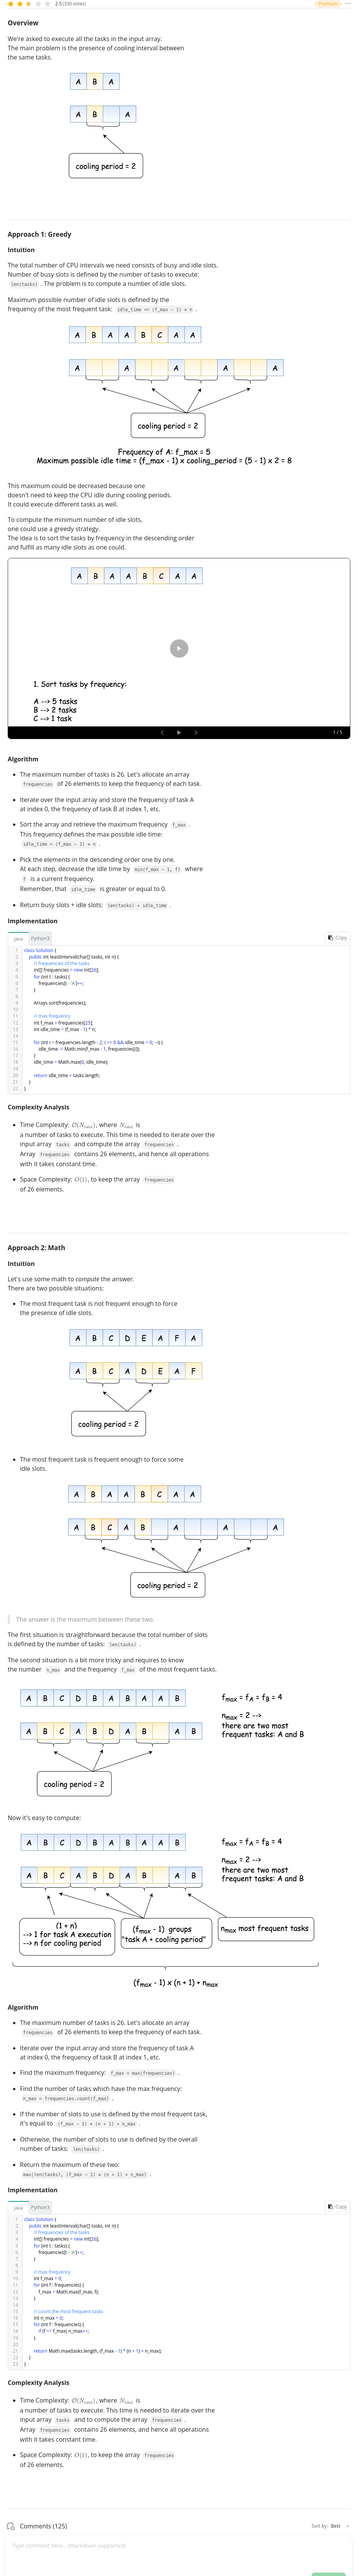 2.5 (330 votes)
Premium
Overview
We're asked to execute all the tasks in the input array.
The main problem is the presence of cooling interval between
the same tasks.
A B A
A B A
cooling period = 2
Approach 1: Greedy
Intuition
The total number of CPU intervals we need consists of busy and idle slots.
Number of busy slots is defined by the number of tasks to execute:
len(tasks) . The problem is to compute a number of idle slots.
Maximum possible number of idle slots is defined by the
frequency of the most frequent task: idle_time <= (f_max - 1) * n .
A B A A B C A A
A A A A A
cooling period = 2
Frequency of A: f_max = 5
Maximum possible idle time = (f_max - 1) x cooling_period = (5 - 1) x 2 = 8
This maximum could be decreased because one
doesn't need to keep the CPU idle during cooling periods.
It could execute different tasks as well.
To compute the minimum number of idle slots,
one could use a greedy strategy.
The idea is to sort the tasks by frequency in the descending order
and fulfill as many idle slots as one could.
A B A A B C A A
1. Sort tasks by frequency:
A --> 5 tasks
B --> 2 tasks
C --> 1 task
1 / 5
Algorithm
• The maximum number of tasks is 26. Let's allocate an array
frequencies of 26 elements to keep the frequency of each task.
• Iterate over the input array and store the frequency of task A
at index 0, the frequency of task B at index 1, etc.
• Sort the array and retrieve the maximum frequency f_max .
This frequency defines the max possible idle time:
idle_time = (f_max - 1) * n .
• Pick the elements in the descending order one by one.
At each step, decrease the idle time by min(f_max - 1, f) where
f is a current frequency.
Remember, that idle_time is greater or equal to 0.
• Return busy slots + idle slots: len(tasks) + idle_time .
Implementation
Java Python3 Copy
1 class Solution {
2 public int leastInterval(char[] tasks, int n) {
3 // frequencies of the tasks
4 int[] frequencies = new int[26];
5 for (int t : tasks) {
6 frequencies[t - 'A']++;
7 }
8
9 Arrays.sort(frequencies);
10
11 // max frequency
12 int f_max = frequencies[25];
13 int idle_time = (f_max - 1) * n;
14
15 for (int i = frequencies.length - 2; i >= 0 && idle_time > 0; --i) {
16 idle_time -= Math.min(f_max - 1, frequencies[i]);
17 }
18 idle_time = Math.max(0, idle_time);
19
20 return idle_time + tasks.length;
21 }
22 }
Complexity Analysis
• Time Complexity: O(N_total), where N_total is
a number of tasks to execute. This time is needed to iterate over the
input array tasks and compute the array frequencies .
Array frequencies contains 26 elements, and hence all operations
with it takes constant time.
• Space Complexity: O(1), to keep the array frequencies
of 26 elements.
Approach 2: Math
Intuition
Let's use some math to compute the answer.
There are two possible situations:
• The most frequent task is not frequent enough to force
the presence of idle slots.
A B C D E A F A
A B C A D E A F
cooling period = 2
• The most frequent task is frequent enough to force some
idle slots.
A B A A B C A A
A B C A B A A A
cooling period = 2
The answer is the maximum between these two.
The first situation is straightforward because the total number of slots
is defined by the number of tasks: len(tasks) .
The second situation is a bit more tricky and requires to know
the number n_max and the frequency f_max of the most frequent tasks.
A B C D B A B A A B
A B C A B D A B A B
cooling period = 2
f_max = f_A = f_B = 4
n_max = 2 -->
there are two most
frequent tasks: A and B
Now it's easy to compute:
A B C D B A B A A B
A B C A B D A B A B
f_max = f_A = f_B = 4
n_max = 2 -->
there are two most
frequent tasks: A and B
(1 + n)
--> 1 for task A execution
--> n for cooling period
(f_max - 1) groups
"task A + cooling period"
n_max most frequent tasks
(f_max - 1) x (n + 1) + n_max
Algorithm
• The maximum number of tasks is 26. Let's allocate an array
frequencies of 26 elements to keep the frequency of each task.
• Iterate over the input array and store the frequency of task A
at index 0, the frequency of task B at index 1, etc.
• Find the maximum frequency: f_max = max(frequencies) .
• Find the number of tasks which have the max frequency:
n_max = frequencies.count(f_max) .
• If the number of slots to use is defined by the most frequent task,
it's equal to (f_max - 1) * (n + 1) + n_max .
• Otherwise, the number of slots to use is defined by the overall
number of tasks: len(tasks) .
• Return the maximum of these two:
max(len(tasks), (f_max - 1) * (n + 1) + n_max) .
Implementation
Java Python3 Copy
1 class Solution {
2 public int leastInterval(char[] tasks, int n) {
3 // frequencies of the tasks
4 int[] frequencies = new int[26];
5 for (int t : tasks) {
6 frequencies[t - 'A']++;
7 }
8
9 // max frequency
10 int f_max = 0;
11 for (int f : frequencies) {
12 f_max = Math.max(f_max, f);
13 }
14
15 // count the most frequent tasks
16 int n_max = 0;
17 for (int f : frequencies) {
18 if (f == f_max) n_max++;
19 }
20
21 return Math.max(tasks.length, (f_max - 1) * (n + 1) + n_max);
22 }
23 }
Complexity Analysis
• Time Complexity: O(N_total), where N_total is
a number of tasks to execute. This time is needed to iterate over the
input array tasks and to compute the array frequencies .
Array frequencies contains 26 elements, and hence all operations
with it takes constant time.
• Space Complexity: O(1), to keep the array frequencies
of 26 elements.
Comments (125)
Sort by: Best
Type comment here... (Markdown supported)